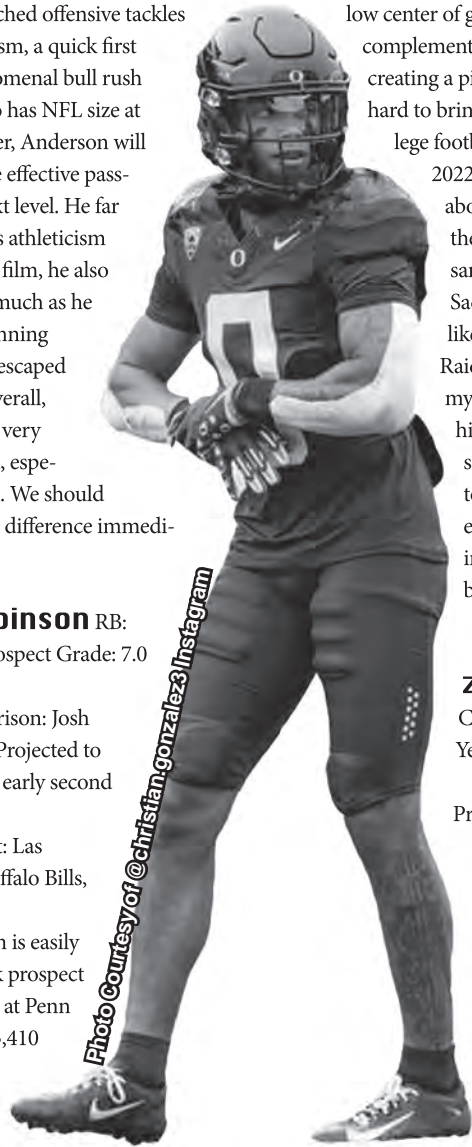 ched offensive tackles
sm, a quick first
omenal bull rush
o has NFL size at
er, Anderson will
e effective pass-
xt level. He far
s athleticism
film, he also
much as he
nning
escaped
verall,
very
, espe-
. We should
difference immedi-
binson RB:
ospect Grade: 7.0
rison: Josh
Projected to
early second
t: Las
ffalo Bills,
n is easily
k prospect
at Penn
,410
Photo Courtesy of @christian.gonzalez3 Instagram
O
O
0
low center of g
complement
creating a pi
hard to brin
lege footb
2022
abo
the
sar
Sac
like
Raid
my
hi
s
to
e
i
b
Z
C
Ye
Pr